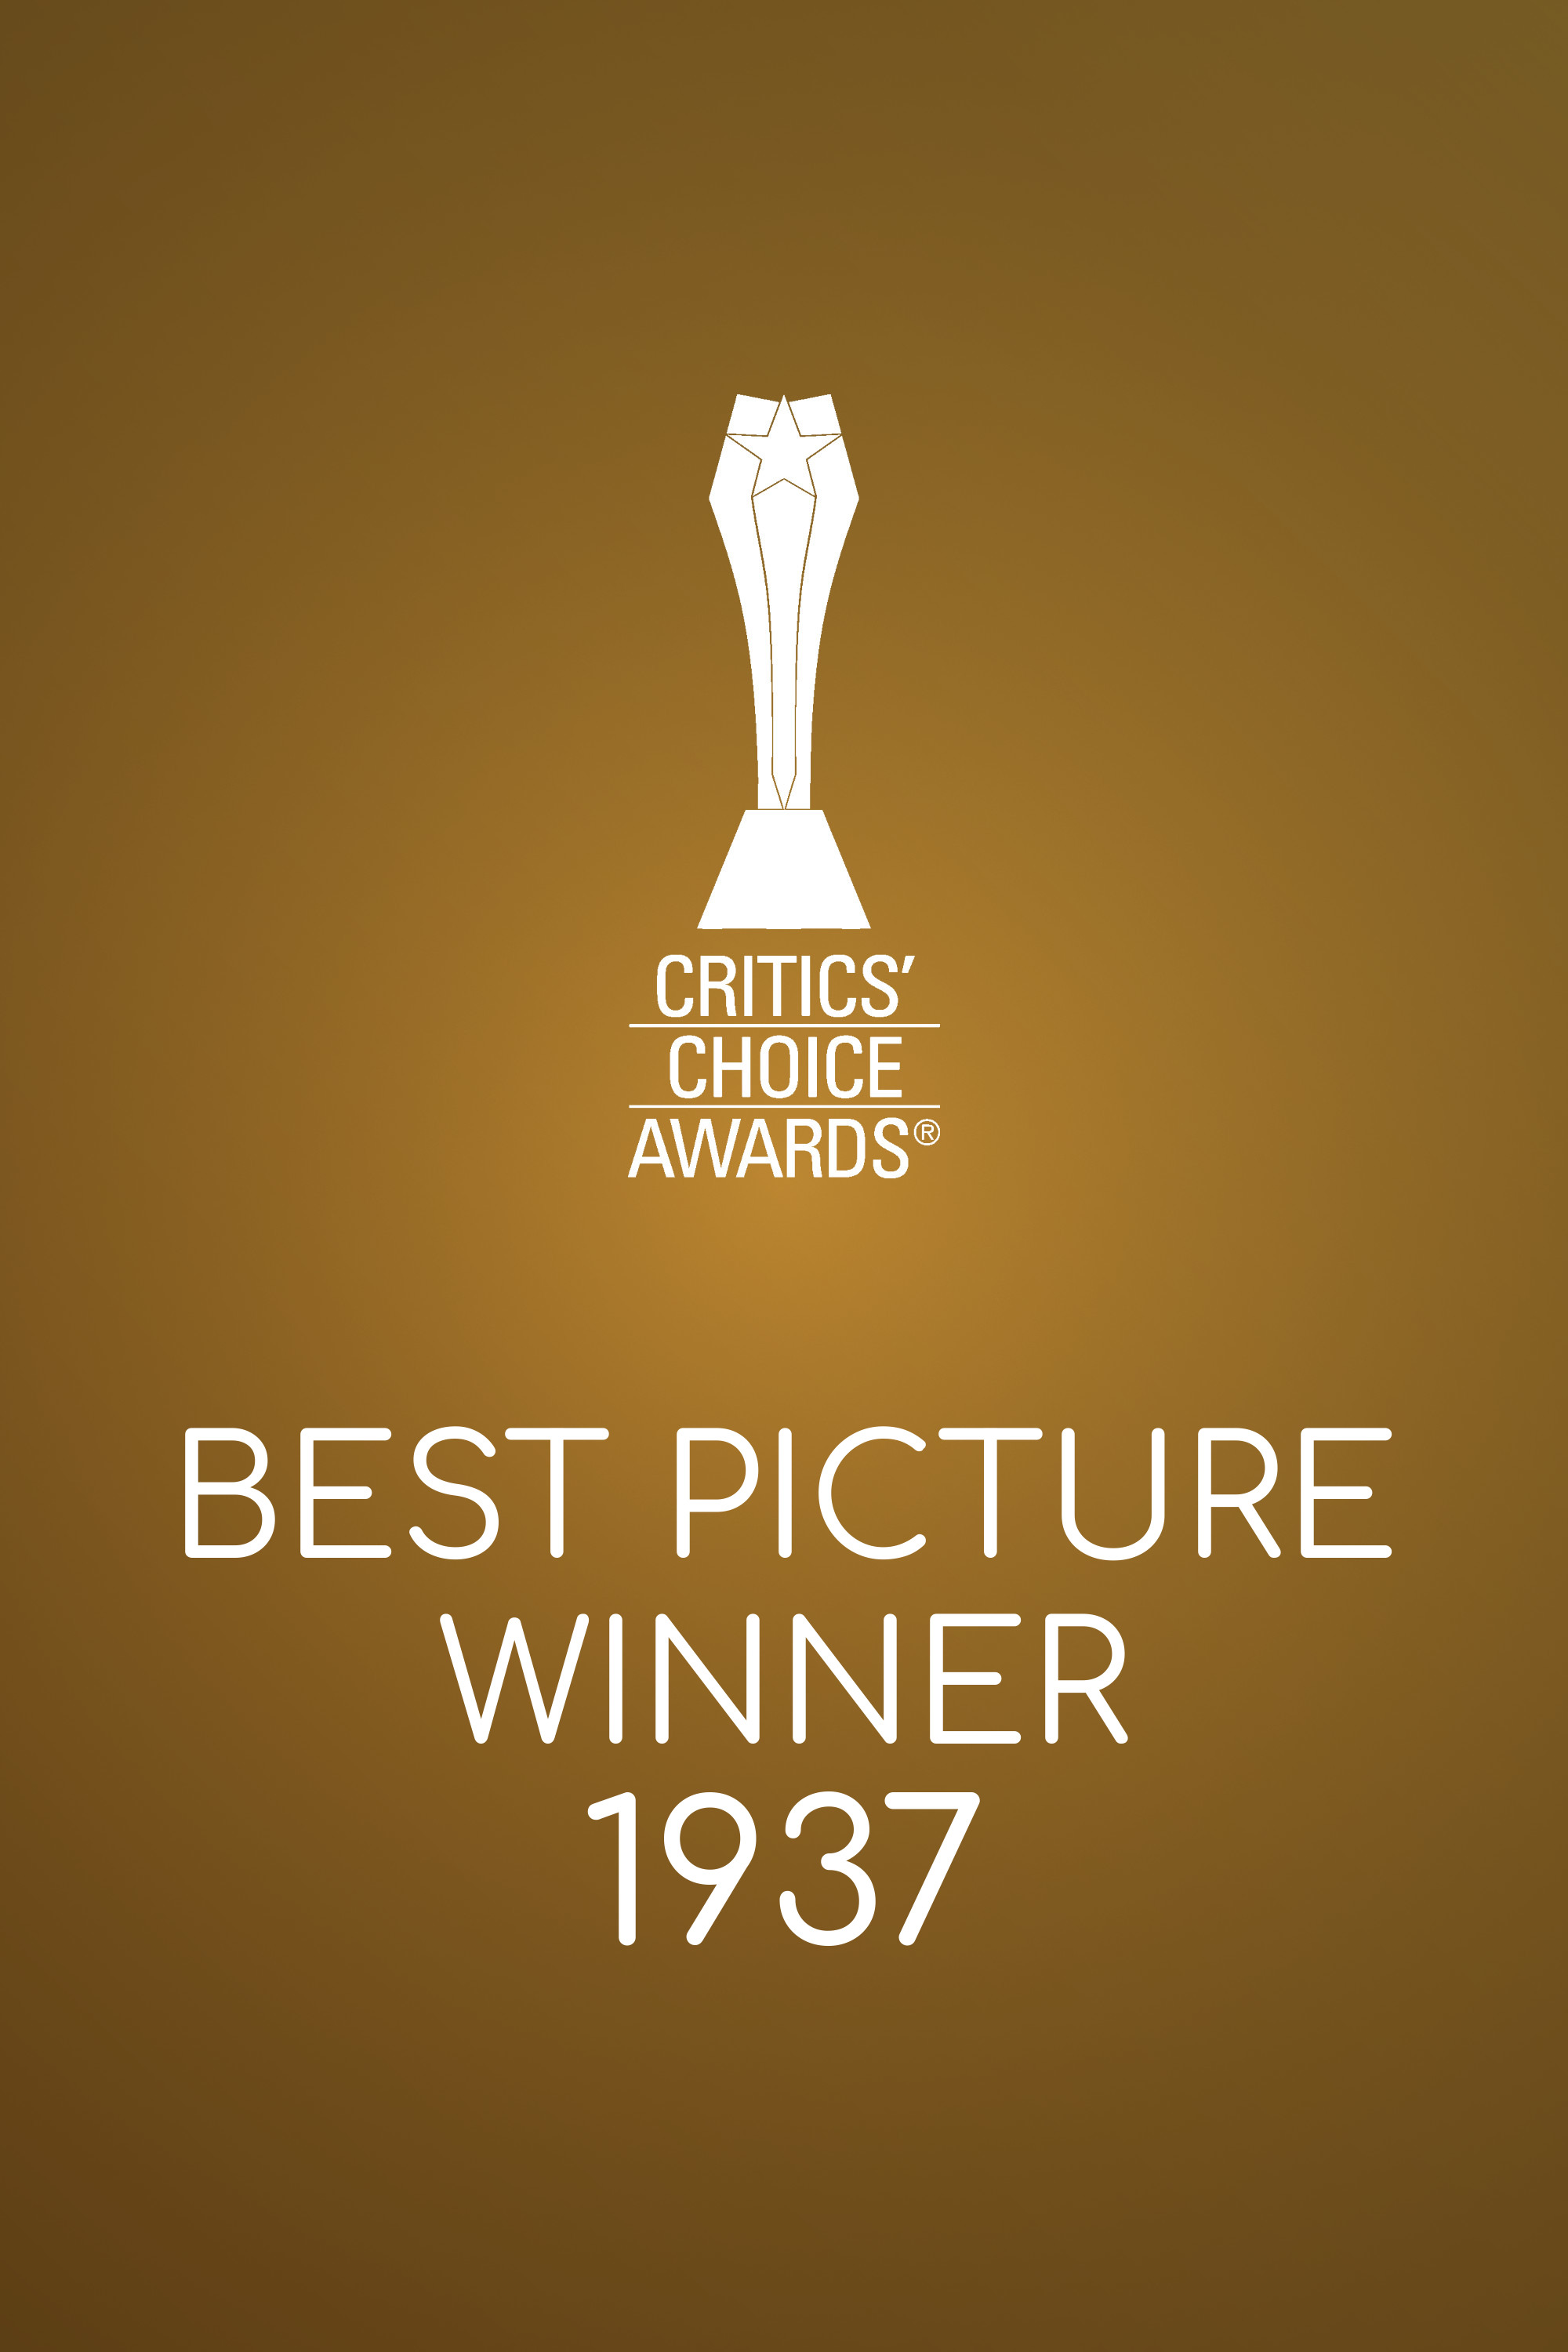 CRITICS'
CHOICE
AWARDS®
BEST PICTURE
WINNER
1937